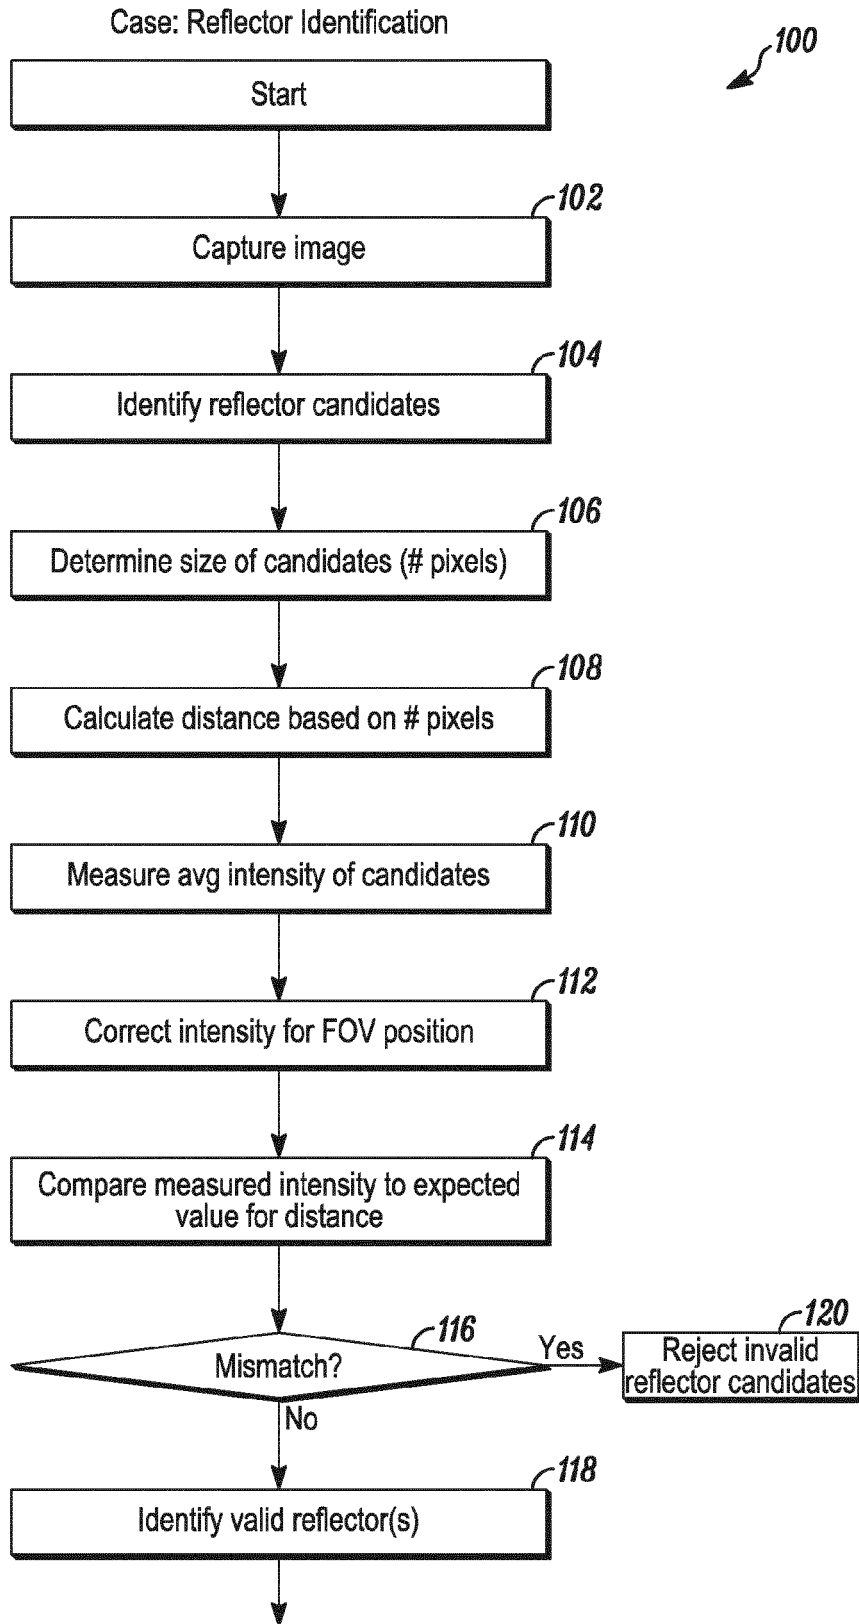 Case: Reflector Identification
100
Start
102
Capture image
104
Identify reflector candidates
106
Determine size of candidates (# pixels)
108
Calculate distance based on # pixels
110
Measure avg intensity of candidates
112
Correct intensity for FOV position
114
Compare measured intensity to expected
value for distance
116
Mismatch?
Yes
120
Reject invalid
reflector candidates
No
118
Identify valid reflector(s)